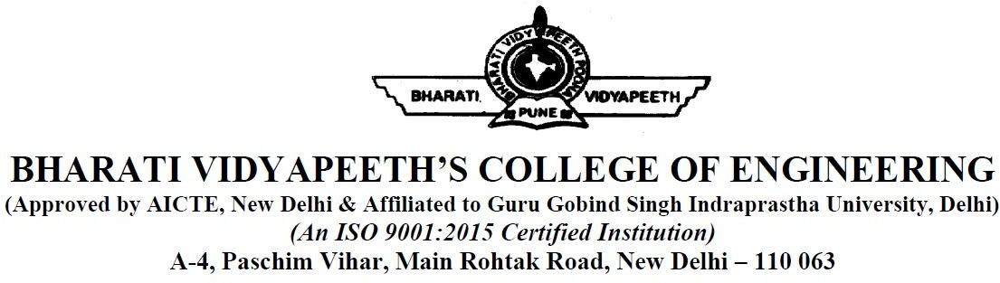 BHARATI VIDYAPEETH POONA
BHARATI VIDYAPEETH
PUNE
BHARATI VIDYAPEETH’S COLLEGE OF ENGINEERING
(Approved by AICTE, New Delhi & Affiliated to Guru Gobind Singh Indraprastha University, Delhi)
(An ISO 9001:2015 Certified Institution)
A-4, Paschim Vihar, Main Rohtak Road, New Delhi – 110 063